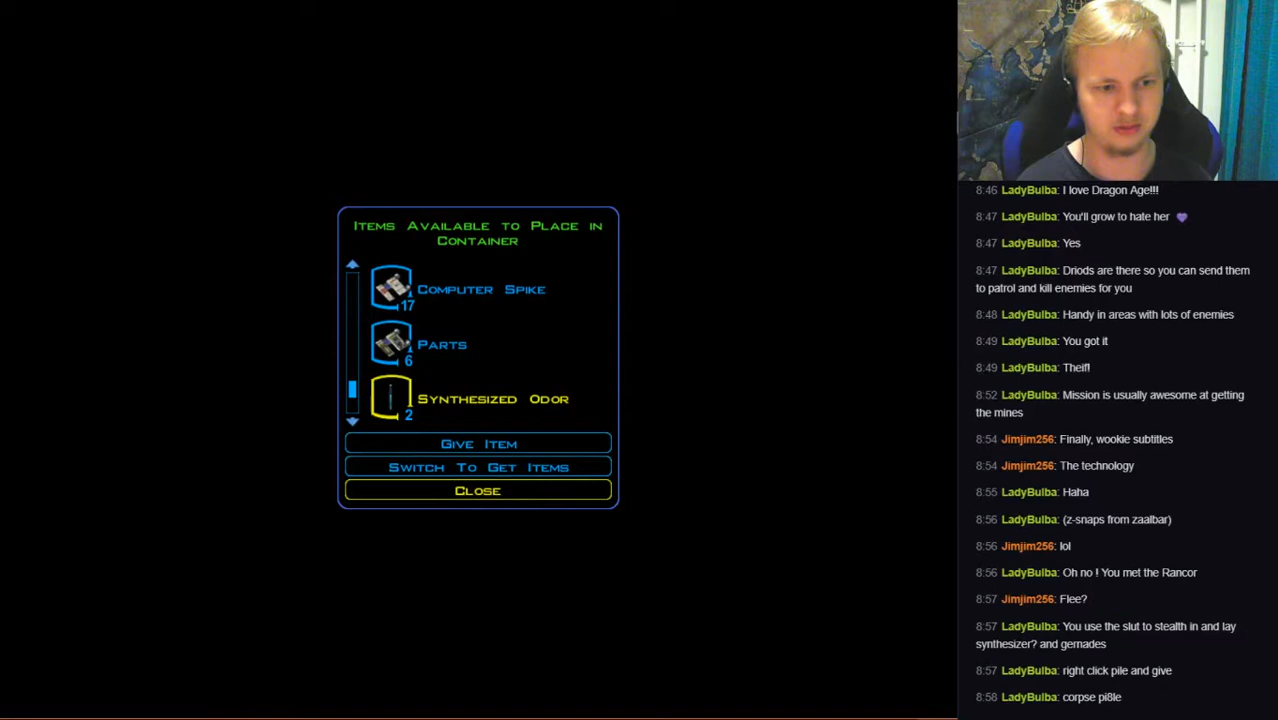 Items Available to Place in
Container
17
Computer Spike
6
Parts
2
Synthesized Odor
Give Item
Switch To Get Items
Close
8:46 LadyBulba: I love Dragon Age!!!
8:47 LadyBulba: You'll grow to hate her 💜
8:47 LadyBulba: Yes
8:47 LadyBulba: Driods are there so you can send them
to patrol and kill enemies for you
8:48 LadyBulba: Handy in areas with lots of enemies
8:49 LadyBulba: You got it
8:49 LadyBulba: Theif!
8:52 LadyBulba: Mission is usually awesome at getting
the mines
8:54 Jimjim256: Finally, wookie subtitles
8:54 Jimjim256: The technology
8:55 LadyBulba: Haha
8:56 LadyBulba: (z-snaps from zaalbar)
8:56 Jimjim256: lol
8:56 LadyBulba: Oh no ! You met the Rancor
8:57 Jimjim256: Flee?
8:57 LadyBulba: You use the slut to stealth in and lay
synthesizer? and gernades
8:57 LadyBulba: right click pile and give
8:58 LadyBulba: corpse pi8le